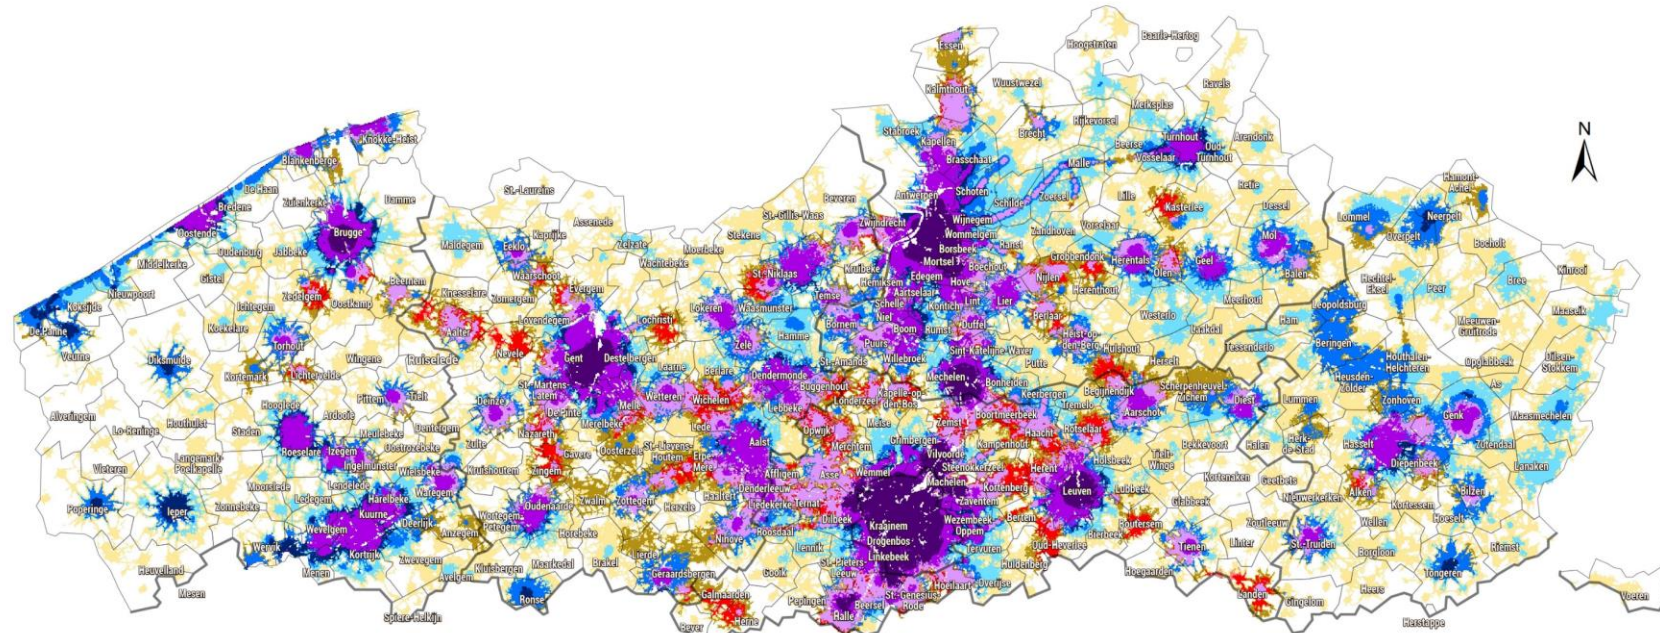 N
Essen
Hoogstraten
Baarle-Hertog
Kalmthout
Wuustwezel
Ravels
Merksplas
Rijkevorsel
Brecht
Stabroek
Kapellen
Turnhout
Arendonk
Beerse
Oud-
Turnhout
Vosselaar
Knokke-Heist
Blankenberge
Brasschaat
Malle
De Haan
Zuienkerke
Damme
St.-Laureins
Antwerpen
Schoten
Schilde
Zoersel
Lille
Retie
Hamont-
Achel
Bredene
Oostende
Brugge
Assenede
Beveren
Kasterlee
Dessel
Lommel
Neerpelt
Oudenburg
Jabbeke
Maldegem
Eeklo
Kaprijke
Zelzate
Stekene
St.-Gillis-Waas
Zwijndrecht
Wijnegem
Wommelgem
Ranst
Zandhoven
Vorselaar
Overpelt
Bocholt
Middelkerke
Gistel
Moerbeke
Wachtebeke
Borsbeek
Mortsel
Boechout
Grobbendonk
Herentals
Olen
Geel
Mol
Balen
Kinrooi
Nieuwpoort
Zedelgem
Oostkamp
Beernem
Knesselare
Waarschoot
Zomergem
Evergem
St.-Niklaas
Kruibeke
Edegem
Hemiksem
Aartselaar
Hove
Nijlen
Herenthout
Hechtel-
Eksel
Peer
Bree
Koksijde
De Panne
Veurne
Ichtegem
Koekelare
Aalter
Lovendegem
Lochristi
Lokeren
Waasmunster
Temse
Schelle
Niel
Kontich
Lint
Lier
Berlaar
Westerlo
Meerhout
Laakdal
Ham
Leopoldsburg
Meeuwen-
Gruitrode
Maaseik
Diksmuide
Torhout
Wingene
Ruiselede
Nevele
Gent
Destelbergen
Hamme
Bornem
Boom
Rumst
Duffel
Heist-op-
den-Berg
Hulshout
Tessenderlo
Beringen
Kortemark
Lichtervelde
Zele
Puurs
Willebroek
Sint-Katelijne-Waver
Putte
Herselt
Houthalen-
Helchteren
Opglabbeek
Dilsen-
Stokkem
Laarne
Berlare
Dendermonde
St.-Amands
Mechelen
Bonheiden
Begijnendijk
Scherpenheuvel-
Zichem
Heusden-
Zolder
As
Alveringem
Hooglede
Ardooie
Pittem
Tielt
Deinze
St.-Martens-
Latem
De Pinte
Melle
Wetteren
Wichelen
Buggenhout
Londerzeel
Kapelle-op-
den-Bos
Keerbergen
Tremelo
Aarschot
Diest
Lummen
Zonhoven
Genk
Maasmechelen
Houthulst
Lo-Reninge
Staden
Meulebeke
Dentergem
Merelbeke
Lebbeke
Boortmeerbeek
Nazareth
Lede
Opwijk
Merchtem
Meise
Zemst
Haacht
Rotselaar
Halen
Herk-
de-Stad
Hasselt
Zutendaal
Roeselare
Izegem
Ingelmunster
Oostrozebeke
Zulte
Gavere
Oosterzele
St.-Lievens-
Houtem
Aalst
Grimbergen
Kampenhout
Bekkevoort
Diepenbeek
Langemark-
Poelkapelle
Vleteren
Wielsbeke
Kruishoutem
Zingem
Erpe
Mere
Affligem
Asse
Vilvoorde
Steenokkerzeel
Herent
Holsbeek
Tielt-
Winge
Lanaken
Moorslede
Ledegem
Lendelede
Waregem
Haaltert
Denderleeuw
Wemmel
Machelen
Kortenberg
Leuven
Lubbeek
Kortenaken
Geetbets
Nieuwerkerken
Alken
Bilzen
Poperinge
Ieper
Zonnebeke
Harelbeke
Kuurne
Deerlijk
Oudenaarde
Zwalm
Zottegem
Herzele
Liedekerke
Ternat
Zaventem
Glabbeek
Kortessem
Wevelgem
Anzegem
Wortegem-
Petegem
Horebeke
Ninove
Roosdaal
Dilbeek
Kraainem
Drogenbos
Linkebeek
Wezembeek-
Oppem
Bertem
Oud-Heverlee
Bierbeek
Boutersem
Zoutleeuw
Wellen
Hoeselt
Wervik
Kortrijk
Zwevegem
Lierde
Lennik
Tervuren
Tienen
Linter
St.-Truiden
Borgloon
Riemst
Heuvelland
Menen
Avelgem
Kluisbergen
Maarkedal
Brakel
Geraardsbergen
Gooik
St.-Pieters-
Leeuw
Hoeilaart
Overijse
Huldenberg
Hoegaarden
Tongeren
Mesen
Ronse
Galmaarden
Pepingen
Beersel
St.-Genesius-
Rode
Landen
Gingelom
Heers
Voeren
Spiere-Helkijn
Bever
Herne
Halle
Herstappe